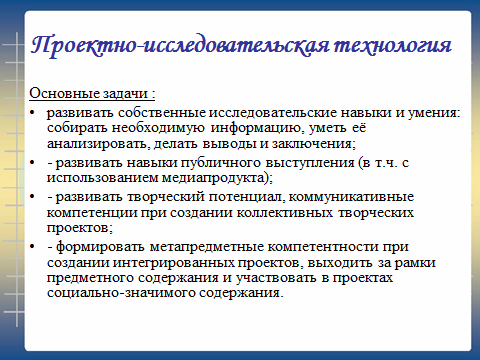 Проектно-исследовательская технология
Основные задачи :
• развивать собственные исследовательские навыки и умения:
собирать необходимую информацию, уметь её
анализировать, делать выводы и заключения;
• - развивать навыки публичного выступления (в т.ч. с
использованием медиапродукта);
• - развивать творческий потенциал, коммуникативные
компетенции при создании коллективных творческих
проектов;
• - формировать метапредметные компетентности при
создании интегрированных проектов, выходить за рамки
предметного содержания и участвовать в проектах
социально-значимого содержания.